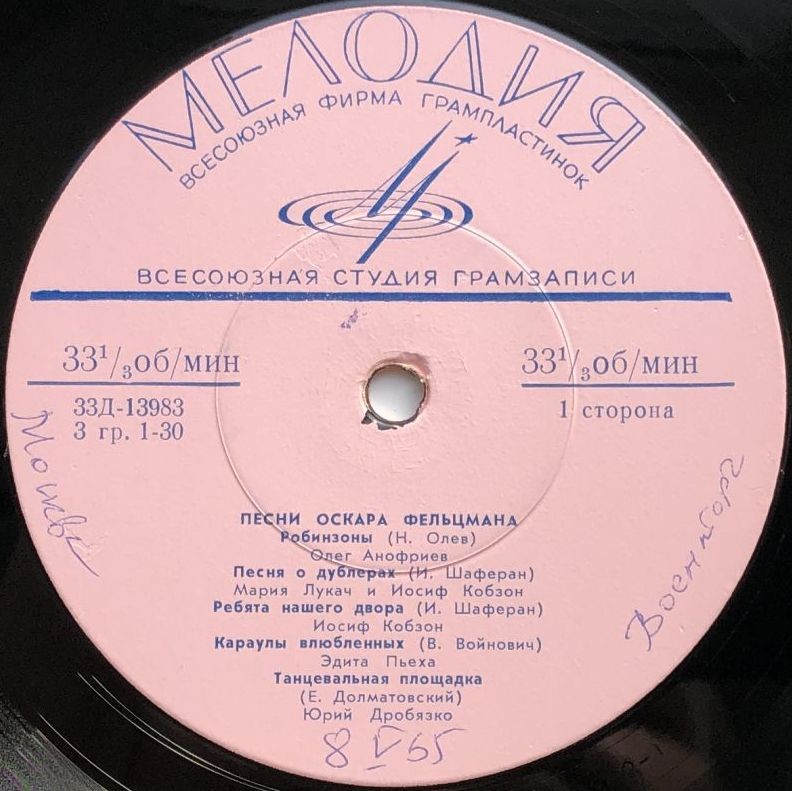 МЕЛОДИЯ
ВСЕСОЮЗНАЯ ФИРМА ГРАМПЛАСТИНОК
ВСЕСОЮЗНАЯ СТУДИЯ ГРАМЗАПИСИ
33¹/₃об/мин
33¹/₃об/мин
33Д-13983
3 гр. 1-30
1 сторона
Москва
Военторг
ПЕСНИ ОСКАРА ФЕЛЬЦМАНА
Робинзоны (Н. Олев)
Олег Анофриев
Песня о дублерах (И. Шаферан)
Мария Лукач и Иосиф Кобзон
Ребята нашего двора (И. Шаферан)
Иосиф Кобзон
Караулы влюбленных (В. Войнович)
Эдита Пьеха
Танцевальная площадка
(Е. Долматовский)
Юрий Дробязко
8 V 65